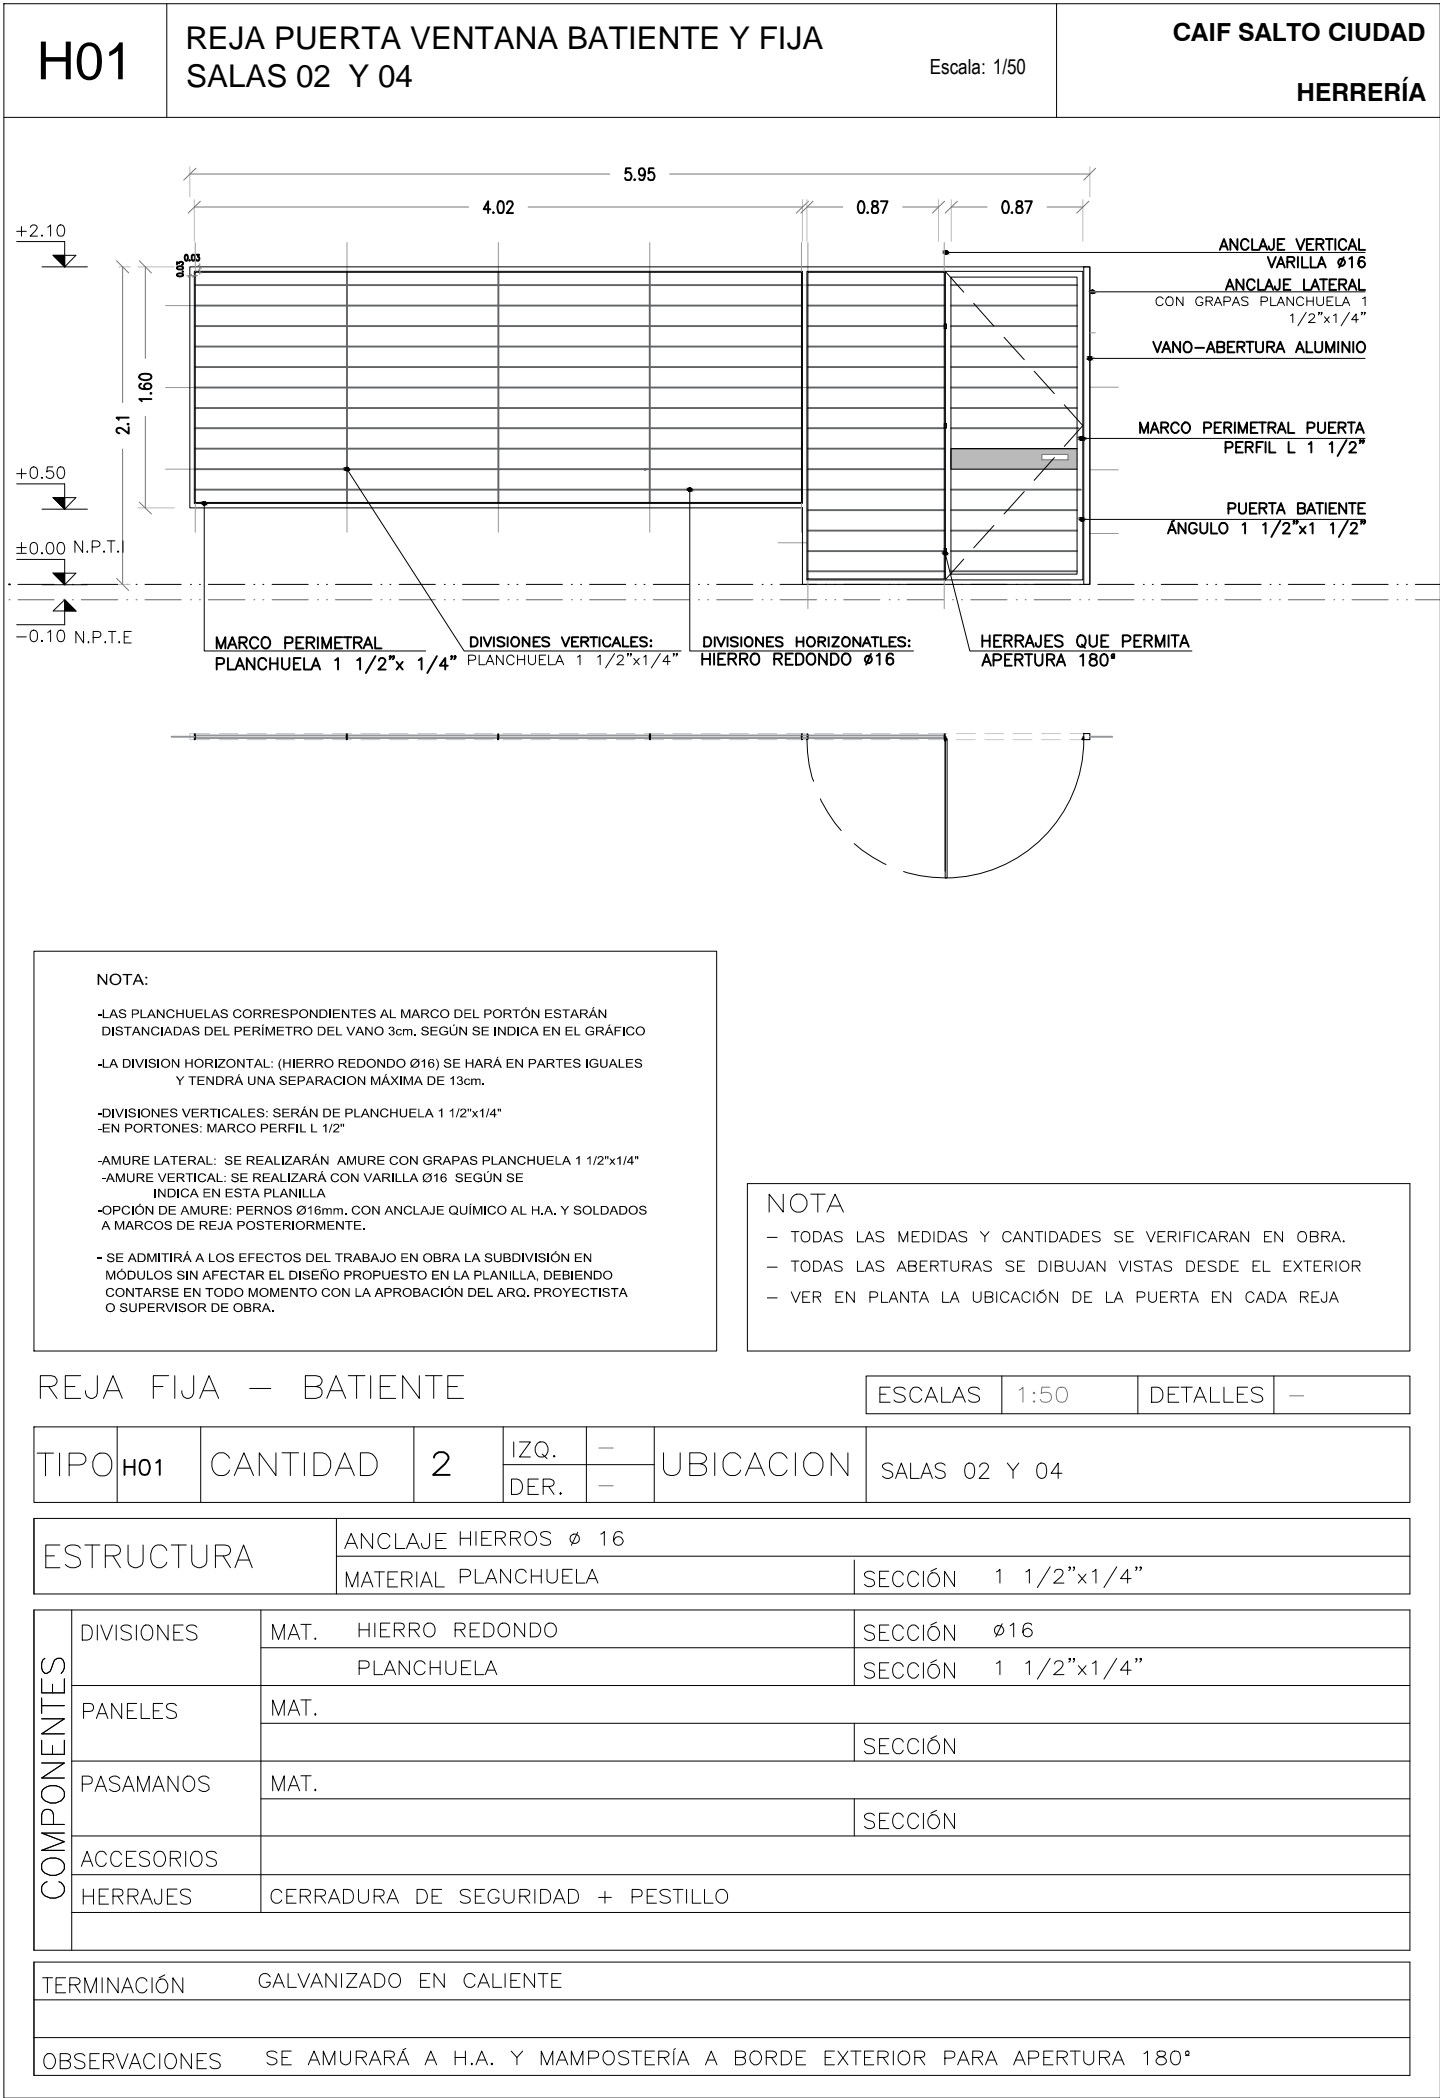 H01
REJA PUERTA VENTANA BATIENTE Y FIJA
SALAS 02 Y 04
Escala: 1/50
CAIF SALTO CIUDAD
HERRERÍA
5.95
4.02
0.87
0.87
+2.10
0.03
0.03
2.1
1.60
+0.50
±0.00 N.P.T.I
-0.10 N.P.T.E
ANCLAJE VERTICAL
VARILLA ø16
ANCLAJE LATERAL
CON GRAPAS PLANCHUELA 1
1/2"x1/4"
VANO-ABERTURA ALUMINIO
MARCO PERIMETRAL PUERTA
PERFIL L 1 1/2"
PUERTA BATIENTE
ÁNGULO 1 1/2"x1 1/2"
MARCO PERIMETRAL
PLANCHUELA 1 1/2"x 1/4"
DIVISIONES VERTICALES:
PLANCHUELA 1 1/2"x1/4"
DIVISIONES HORIZONATLES:
HIERRO REDONDO ø16
HERRAJES QUE PERMITA
APERTURA 180°
NOTA:
-LAS PLANCHUELAS CORRESPONDIENTES AL MARCO DEL PORTÓN ESTARÁN
DISTANCIADAS DEL PERÍMETRO DEL VANO 3cm. SEGÚN SE INDICA EN EL GRÁFICO
-LA DIVISION HORIZONTAL: (HIERRO REDONDO Ø16) SE HARÁ EN PARTES IGUALES
Y TENDRÁ UNA SEPARACION MÁXIMA DE 13cm.
-DIVISIONES VERTICALES: SERÁN DE PLANCHUELA 1 1/2"x1/4"
-EN PORTONES: MARCO PERFIL L 1/2"
-AMURE LATERAL: SE REALIZARÁN AMURE CON GRAPAS PLANCHUELA 1 1/2"x1/4"
-AMURE VERTICAL: SE REALIZARÁ CON VARILLA Ø16 SEGÚN SE
INDICA EN ESTA PLANILLA
-OPCIÓN DE AMURE: PERNOS Ø16mm. CON ANCLAJE QUÍMICO AL H.A. Y SOLDADOS
A MARCOS DE REJA POSTERIORMENTE.
- SE ADMITIRÁ A LOS EFECTOS DEL TRABAJO EN OBRA LA SUBDIVISIÓN EN
MÓDULOS SIN AFECTAR EL DISEÑO PROPUESTO EN LA PLANILLA, DEBIENDO
CONTARSE EN TODO MOMENTO CON LA APROBACIÓN DEL ARQ. PROYECTISTA
O SUPERVISOR DE OBRA.
NOTA
- TODAS LAS MEDIDAS Y CANTIDADES SE VERIFICARAN EN OBRA.
- TODAS LAS ABERTURAS SE DIBUJAN VISTAS DESDE EL EXTERIOR
- VER EN PLANTA LA UBICACIÓN DE LA PUERTA EN CADA REJA
REJA FIJA - BATIENTE
ESCALAS 1:50 DETALLES -
TIPO H01 CANTIDAD 2
IZQ. -
DER. -
UBICACION SALAS 02 Y 04
ESTRUCTURA
ANCLAJE HIERROS ø 16
MATERIAL PLANCHUELA SECCIÓN 1 1/2"x1/4"
COMPONENTES
DIVISIONES MAT. HIERRO REDONDO SECCIÓN ø16
PLANCHUELA SECCIÓN 1 1/2"x1/4"
PANELES MAT.
SECCIÓN
PASAMANOS MAT.
SECCIÓN
ACCESORIOS
HERRAJES CERRADURA DE SEGURIDAD + PESTILLO
TERMINACIÓN GALVANIZADO EN CALIENTE
OBSERVACIONES SE AMURARÁ A H.A. Y MAMPOSTERÍA A BORDE EXTERIOR PARA APERTURA 180°